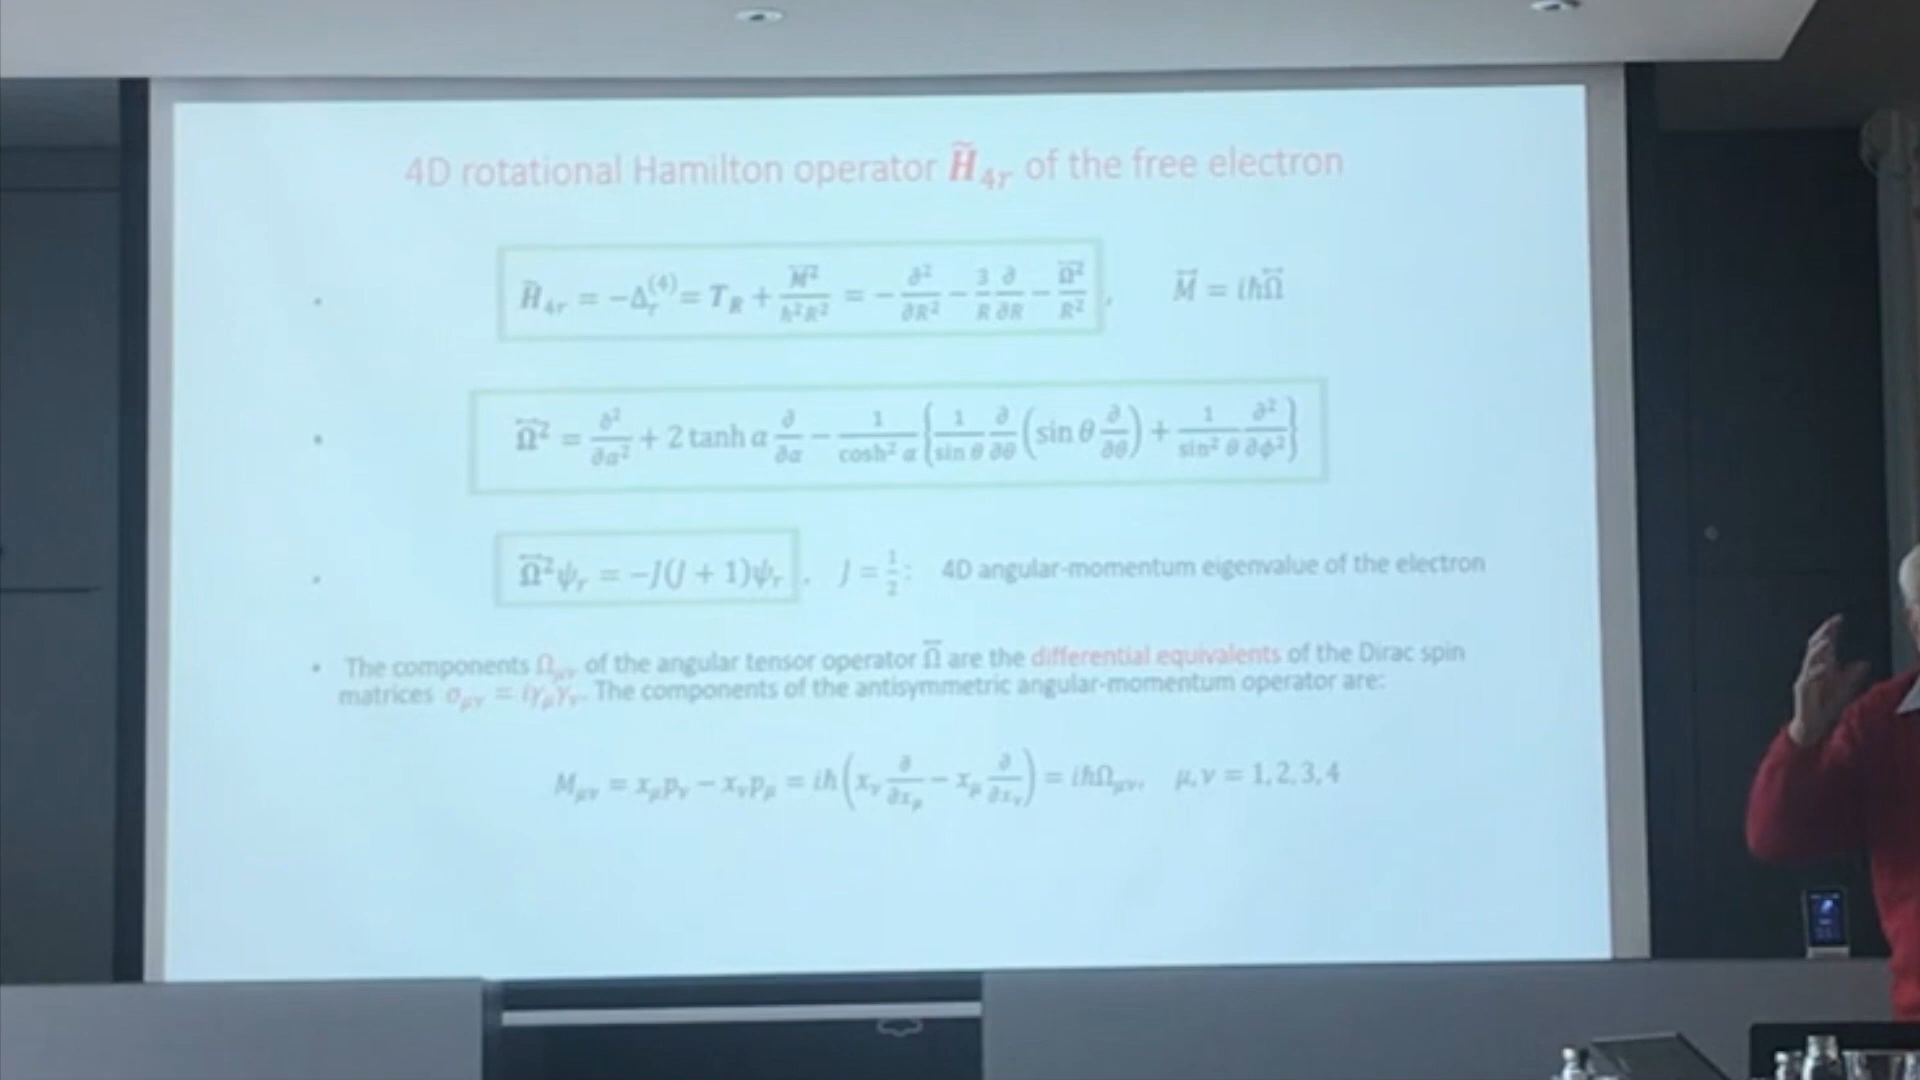 4D rotational Hamilton operator H̃₄ᵣ of the free electron
• H̃₄ᵣ = −Δᵣ⁽⁴⁾ = T_R + M⃡²/(ħ²R²) = −∂²/∂R² − (3/R) ∂/∂R − Ω⃡²/R² , M⃡ = iħΩ⃡
• Ω⃡² = ∂²/∂α² + 2 tanh α ∂/∂α − 1/cosh² α { 1/sin θ ∂/∂θ (sin θ ∂/∂θ) + 1/sin² θ ∂²/∂ϕ² }
• Ω⃡²ψᵣ = −J(J + 1)ψᵣ . J = 1/2: 4D angular-momentum eigenvalue of the electron
• The components Ω_μν of the angular tensor operator Ω⃡ are the differential equivalents of the Dirac spin
matrices σ_μν = iγ_μγ_ν. The components of the antisymmetric angular-momentum operator are:
M_μν = x_μp_ν − x_νp_μ = iħ (x_ν ∂/∂x_μ − x_μ ∂/∂x_ν) = iħΩ_μν, μ, ν = 1, 2, 3, 4